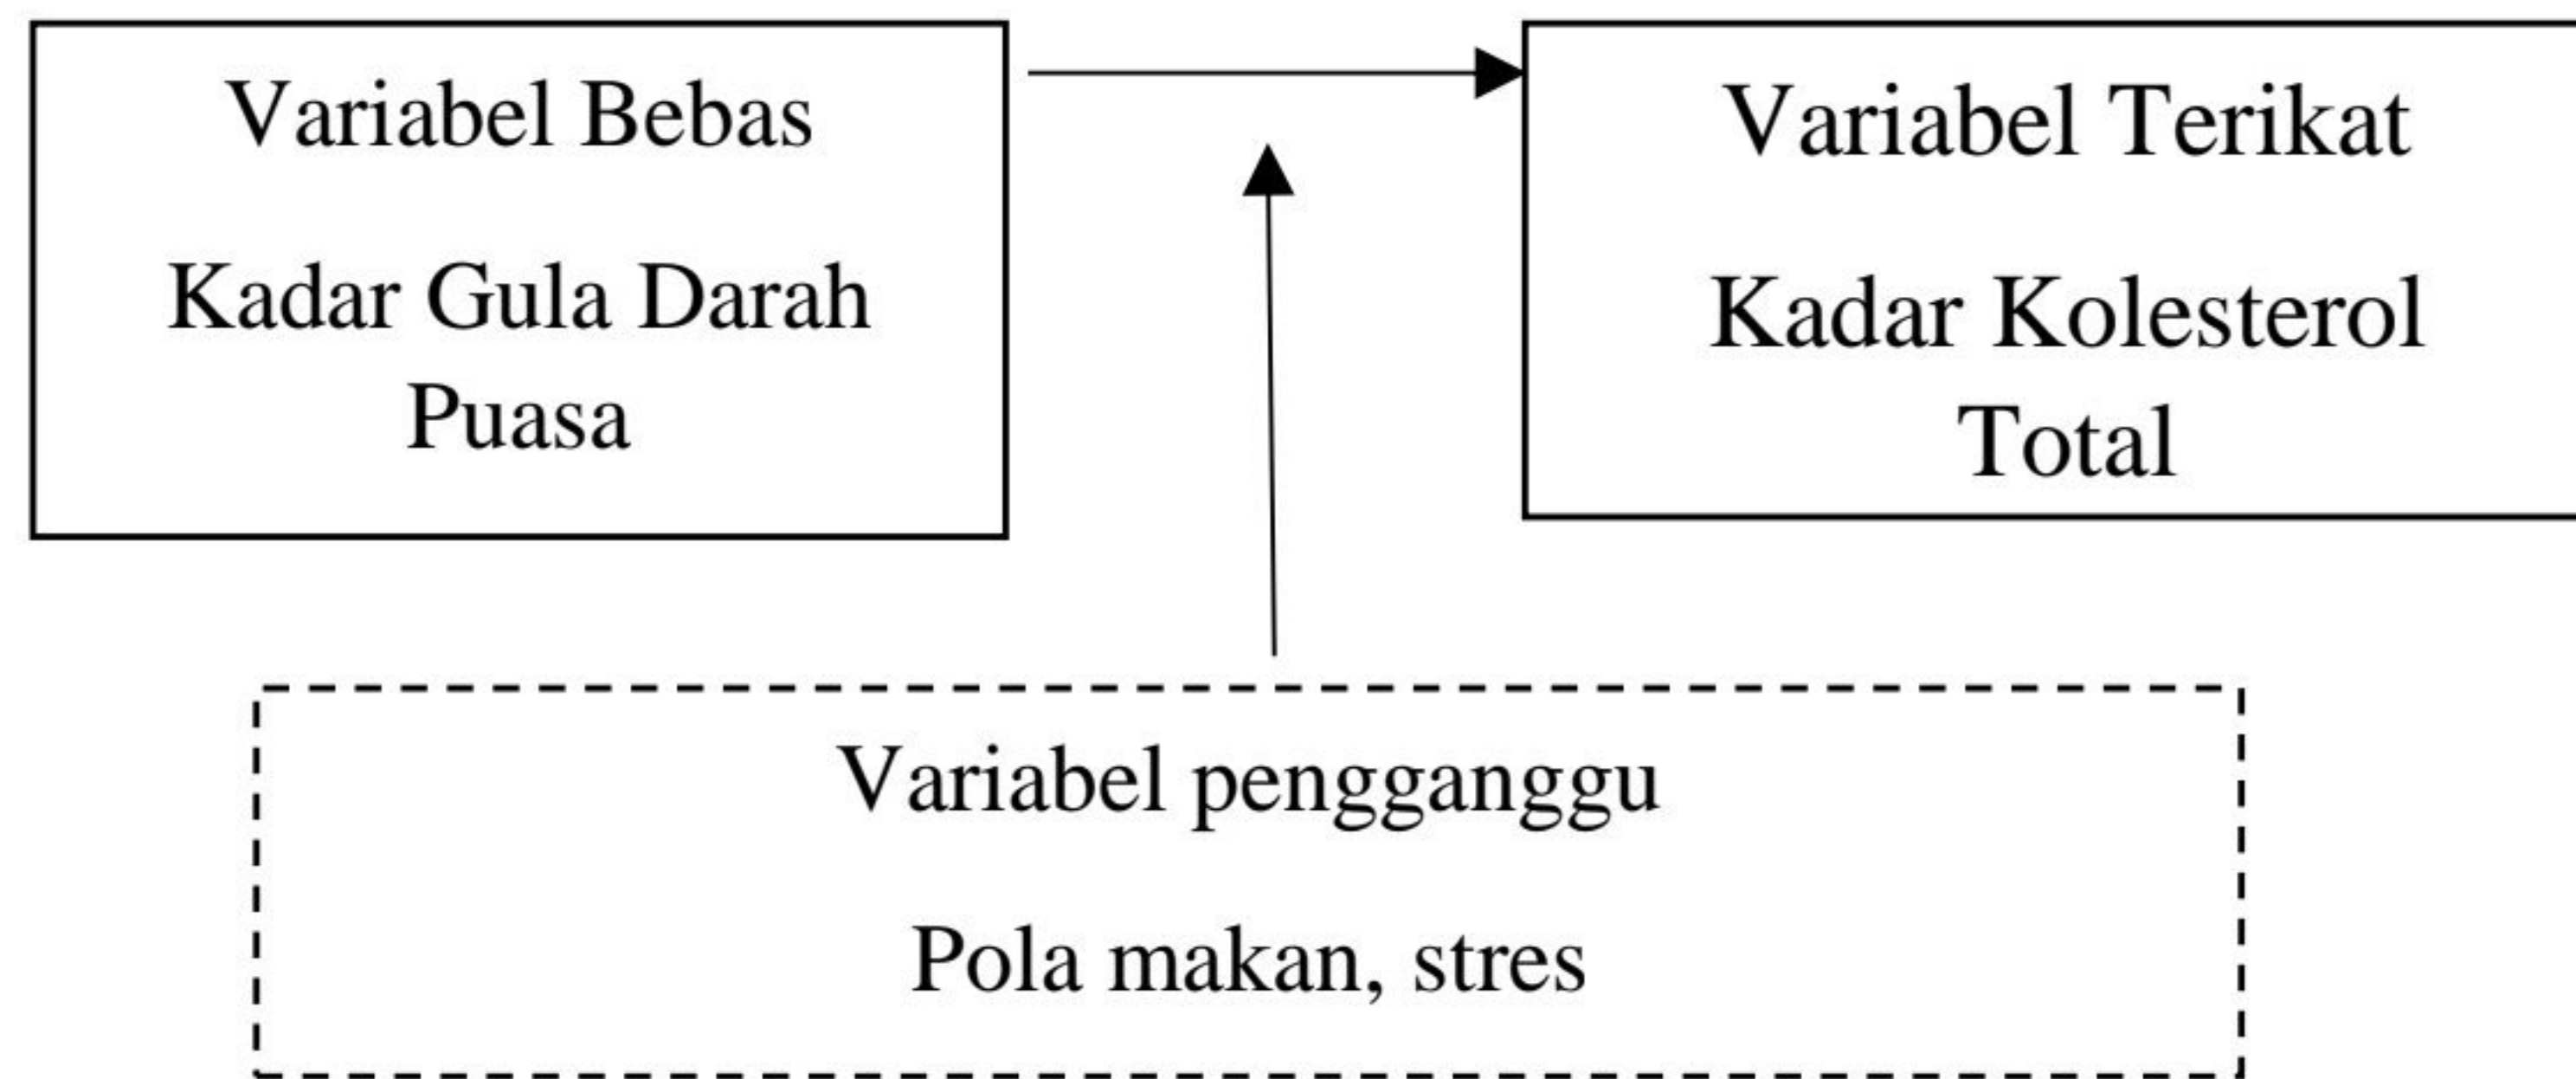 Variabel Bebas
Kadar Gula Darah
Puasa
Variabel Terikat
Kadar Kolesterol
Total
Variabel pengganggu
Pola makan, stres